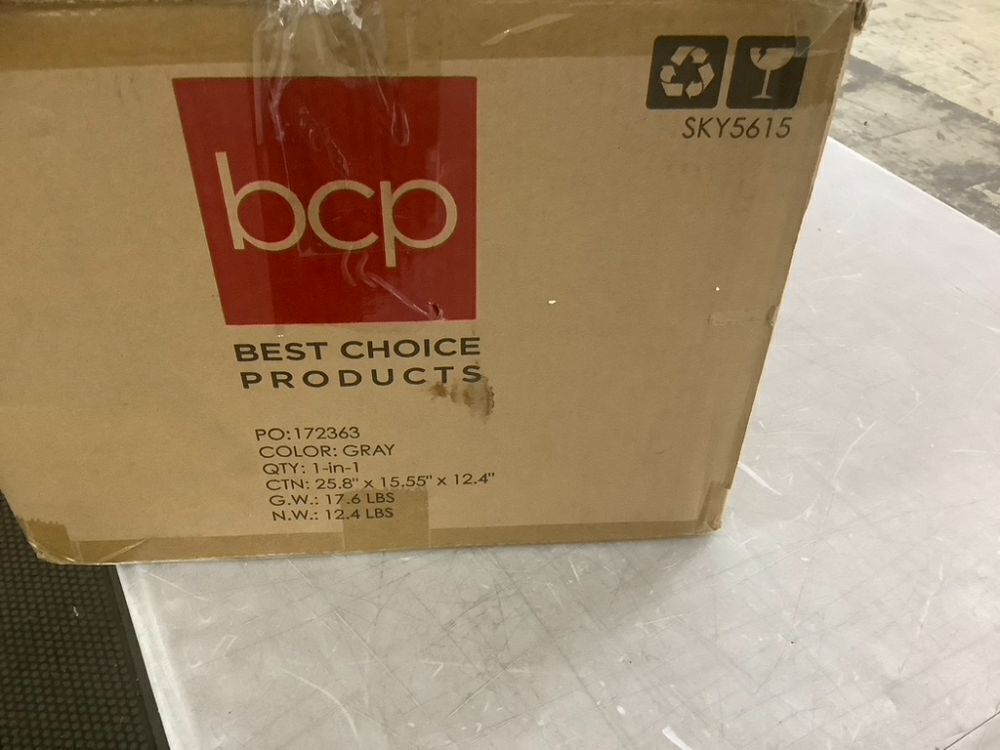 bcp
SKY5615
BEST CHOICE
PRODUCTS
PO:172363
COLOR: GRAY
QTY: 1-in-1
CTN: 25.8" x 15.55" x 12.4"
G.W.: 17.6 LBS
N.W.: 12.4 LBS